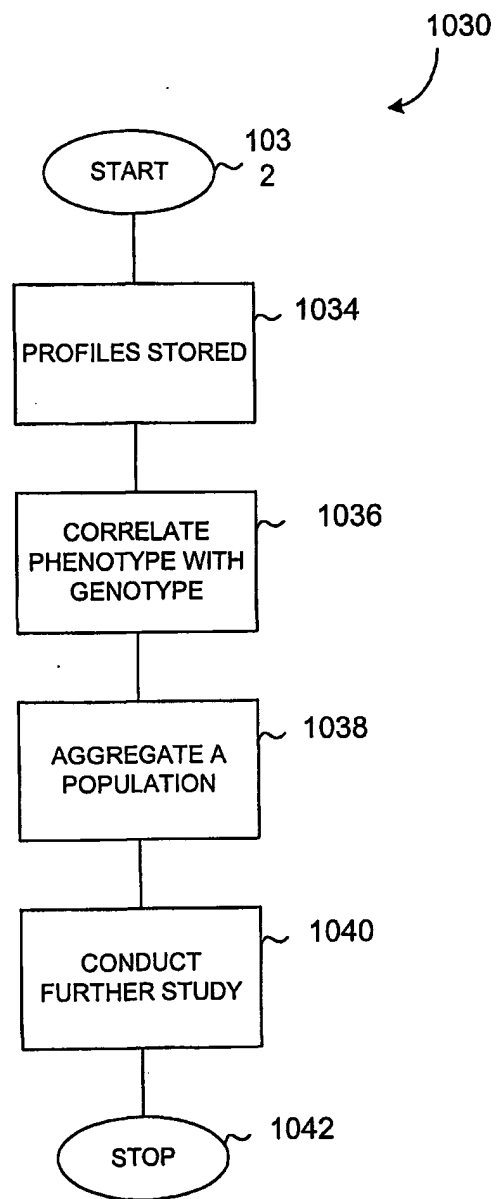 1030
START
103
2
PROFILES STORED
1034
CORRELATE
PHENOTYPE WITH
GENOTYPE
1036
AGGREGATE A
POPULATION
1038
CONDUCT
FURTHER STUDY
1040
STOP
1042